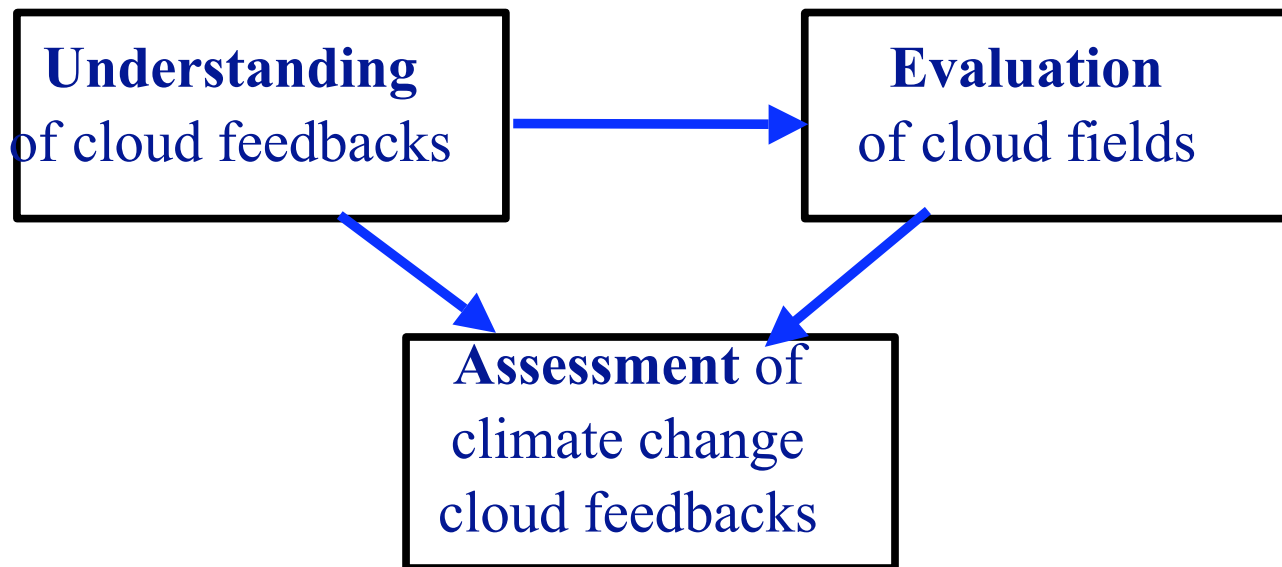 Understanding
of cloud feedbacks
Evaluation
of cloud fields
Assessment of
climate change
cloud feedbacks